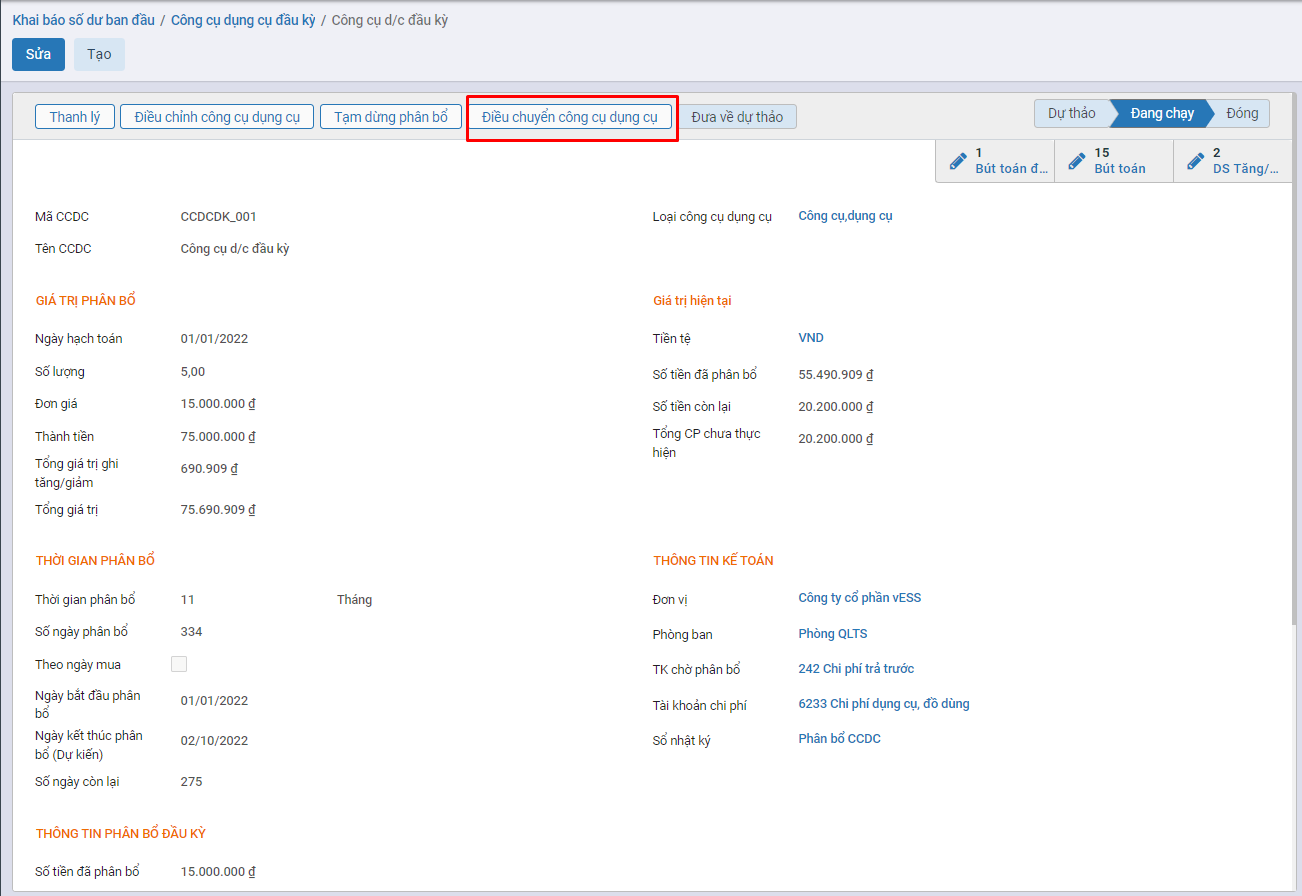 Khai báo số dư ban đầu / Công cụ dụng cụ đầu kỳ / Công cụ d/c đầu kỳ
Sửa Tạo
Thanh lý Điều chỉnh công cụ dụng cụ Tạm dừng phân bổ Điều chuyển công cụ dụng cụ Đưa về dự thảo Dự thảo Đang chạy Đóng
1 15 2
Bút toán đ... Bút toán DS Tăng/...
Mã CCDC CCDCDK_001 Loại công cụ dụng cụ Công cụ,dụng cụ
Tên CCDC Công cụ d/c đầu kỳ
GIÁ TRỊ PHÂN BỔ Giá trị hiện tại
Ngày hạch toán 01/01/2022 Tiền tệ VND
Số lượng 5,00 Số tiền đã phân bổ 55.490.909 ₫
Đơn giá 15.000.000 ₫ Số tiền còn lại 20.200.000 ₫
Thành tiền 75.000.000 ₫ Tổng CP chưa thực
hiện 20.200.000 ₫
Tổng giá trị ghi
tăng/giảm 690.909 ₫
Tổng giá trị 75.690.909 ₫
THỜI GIAN PHÂN BỔ THÔNG TIN KẾ TOÁN
Thời gian phân bổ 11 Tháng Đơn vị Công ty cổ phần vESS
Số ngày phân bổ 334 Phòng ban Phòng QLTS
Theo ngày mua TK chờ phân bổ 242 Chi phí trả trước
Ngày bắt đầu phân
bổ 01/01/2022 Tài khoản chi phí 6233 Chi phí dụng cụ, đồ dùng
Ngày kết thúc phân
bổ (Dự kiến) 02/10/2022 Sổ nhật ký Phân bổ CCDC
Số ngày còn lại 275
THÔNG TIN PHÂN BỔ ĐẦU KỲ
Số tiền đã phân bổ 15.000.000 ₫